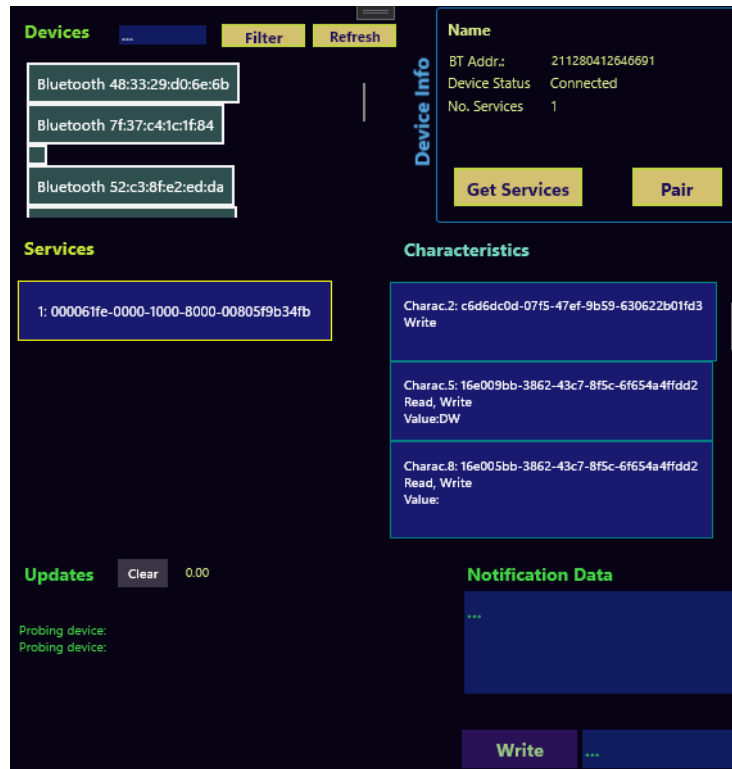 Devices
...
Filter
Refresh
Bluetooth 48:33:29:d0:6e:6b
Bluetooth 7f:37:c4:1c:1f:84
Bluetooth 52:c3:8f:e2:ed:da
Device Info
Name
BT Addr.: 211280412646691
Device Status Connected
No. Services 1
Get Services
Pair
Services
1: 000061fe-0000-1000-8000-00805f9b34fb
Characteristics
Charac.2: c6d6dc0d-07f5-47ef-9b59-630622b01fd3
Write
Charac.5: 16e009bb-3862-43c7-8f5c-6f654a4ffdd2
Read, Write
Value:DW
Charac.8: 16e005bb-3862-43c7-8f5c-6f654a4ffdd2
Read, Write
Value:
Updates
Clear
0.00
Probing device:
Probing device:
Notification Data
...
Write
...